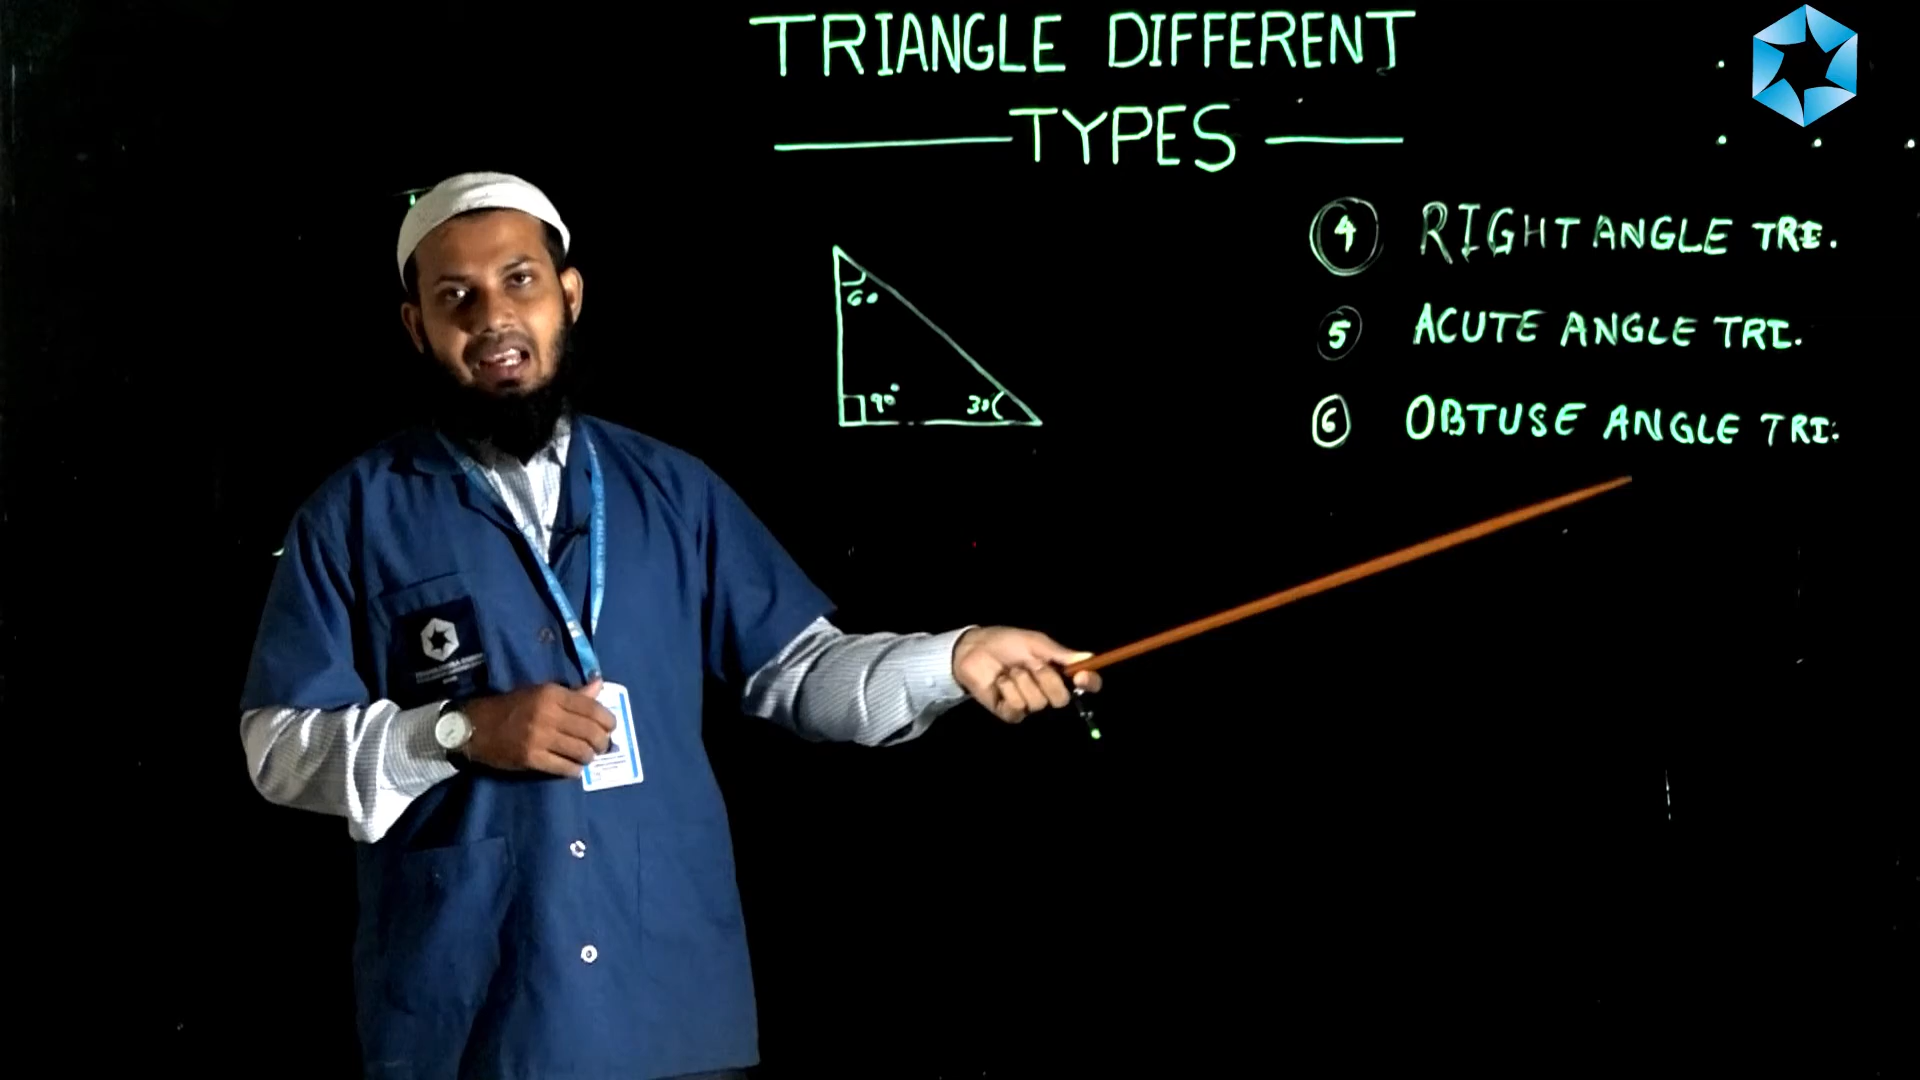 TRIANGLE DIFFERENT
TYPES
4 RIGHT ANGLE TRI.
5 ACUTE ANGLE TRI.
6 OBTUSE ANGLE TRI:
60
90°
30